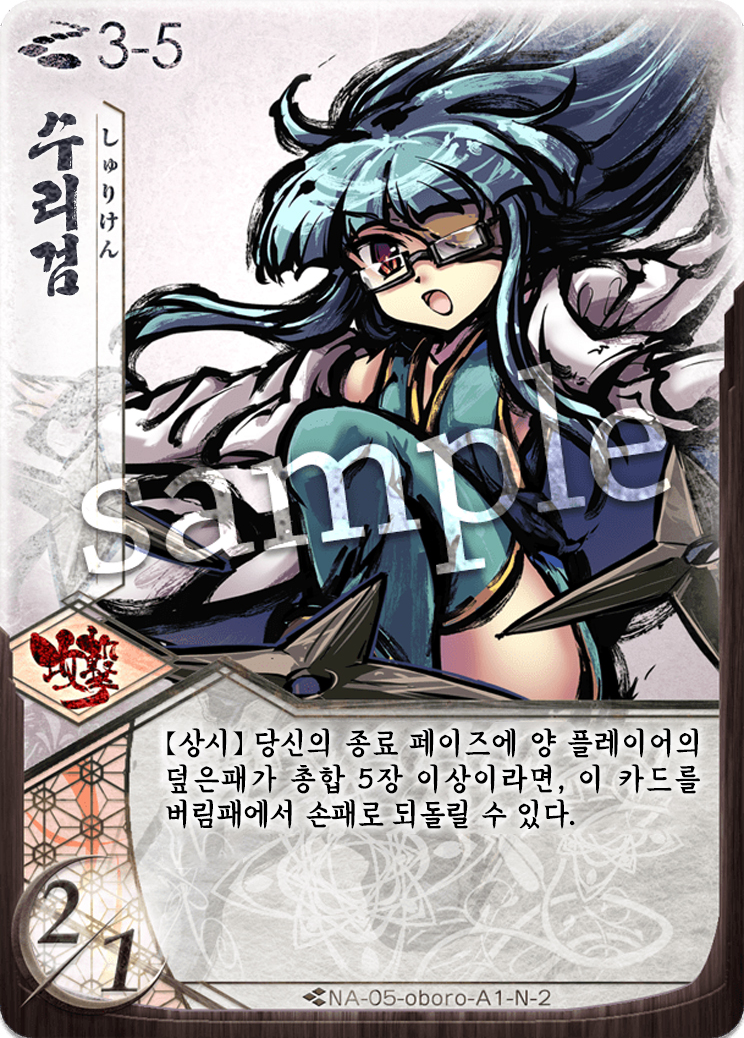 3-5
수리검
しゅりけん
sample
攻撃
【상시】당신의 종료 페이즈에 양 플레이어의
덮은패가 총합 5장 이상이라면, 이 카드를
버림패에서 손패로 되돌릴 수 있다.
2/1
NA-05-oboro-A1-N-2